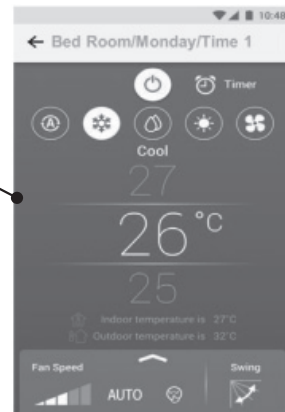 10:48
← Bed Room/Monday/Time 1
Timer
A
Cool
27
26°C
25
Indoor temperature is 27°C
Outdoor temperature is 32°C
Fan Speed
Swing
AUTO